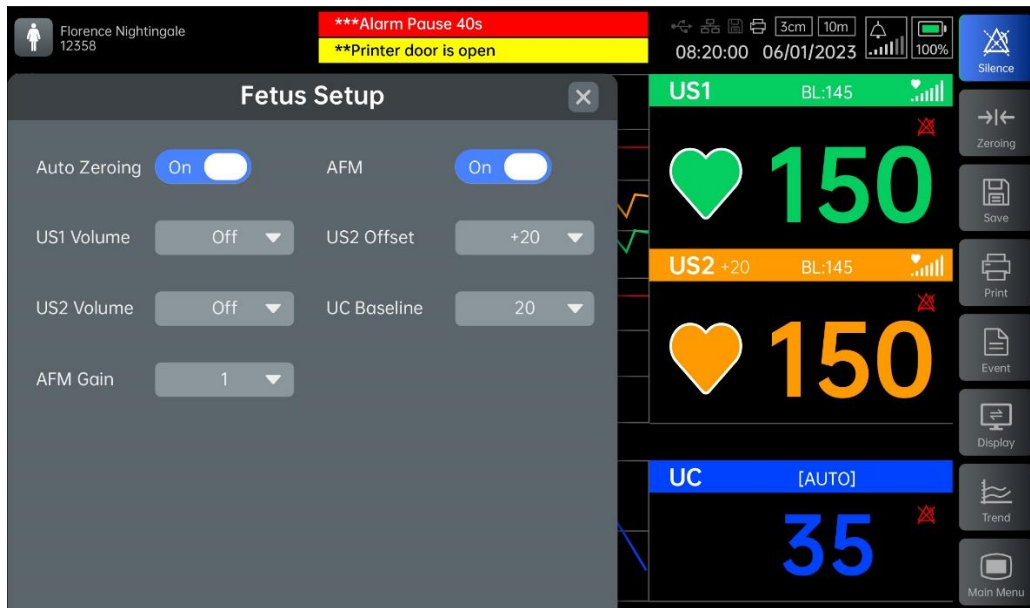 Florence Nightingale
12358
***Alarm Pause 40s
**Printer door is open
3cm 10m
08:20:00 06/01/2023
100%
Silence
Fetus Setup
Auto Zeroing On AFM On
US1 Volume Off US2 Offset +20
US2 Volume Off UC Baseline 20
AFM Gain 1
US1 BL:145
150
US2 +20 BL:145
150
UC [AUTO]
35
Zeroing
Save
Print
Event
Display
Trend
Main Menu